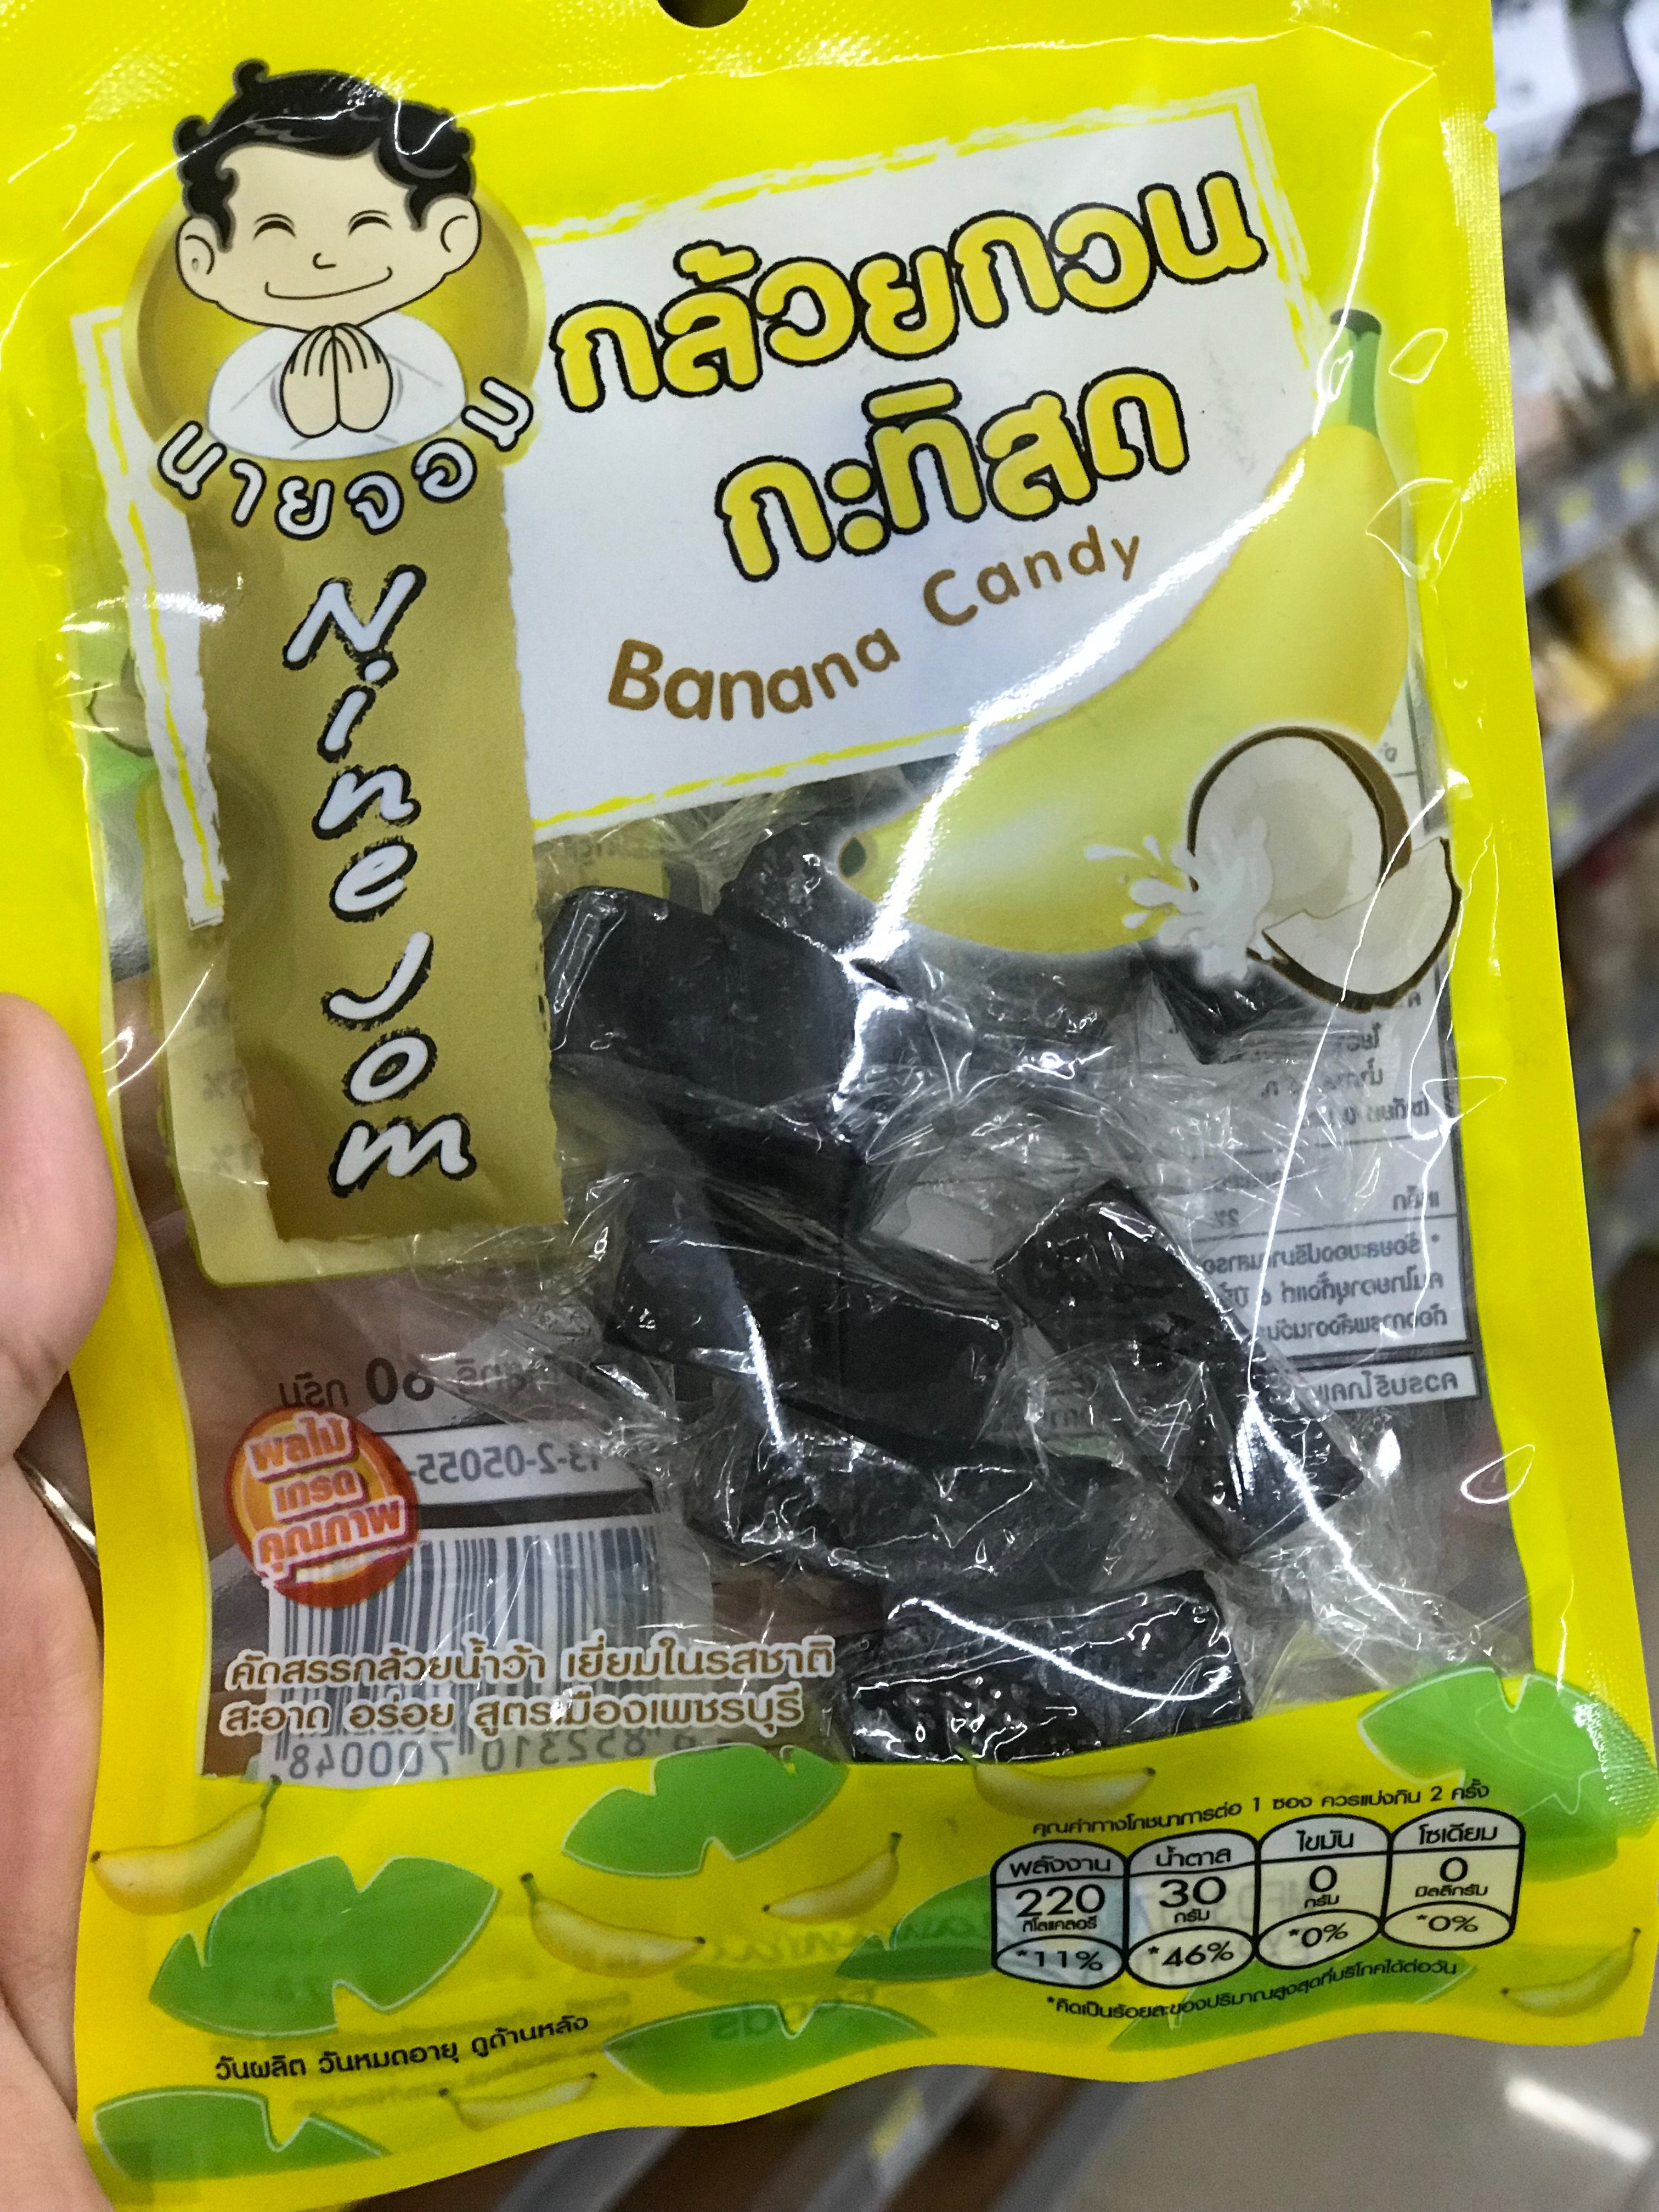 กล้วยกวน
กะทิสด
Banana Candy
นายจอม
Nine Jom
ผลไม้
เกรด
คุณภาพ
คัดสรรกล้วยน้ำว้า เยี่ยมในรสชาติ
สะอาด อร่อย สูตรเมืองเพชรบุรี
คุณค่าทางโภชนาการต่อ 1 ซอง ควรแบ่งกิน 2 ครั้ง
พลังงาน น้ำตาล ไขมัน โซเดียม
220 30 0 0
กิโลแคลอรี กรัม กรัม มิลลิกรัม
*11% *46% *0% *0%
*คิดเป็นร้อยละของปริมาณสูงสุดที่บริโภคได้ต่อวัน
วันผลิต วันหมดอายุ ดูด้านหลัง
60 กรัม
8 852310 700048